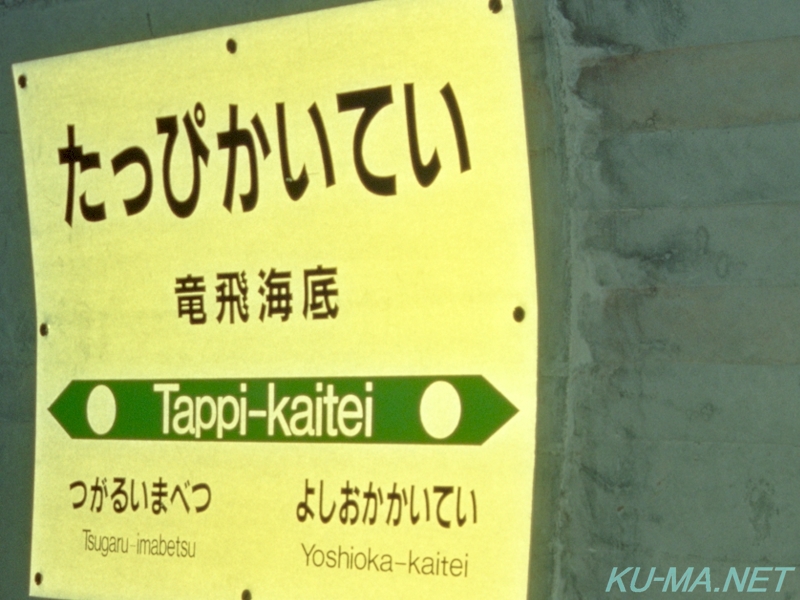 たっぴかいてい
竜飛海底
Tappi-kaitei
つがるいまべつ
Tsugaru-imabetsu
よしおかかいてい
Yoshioka-kaitei
KU-MA.NET